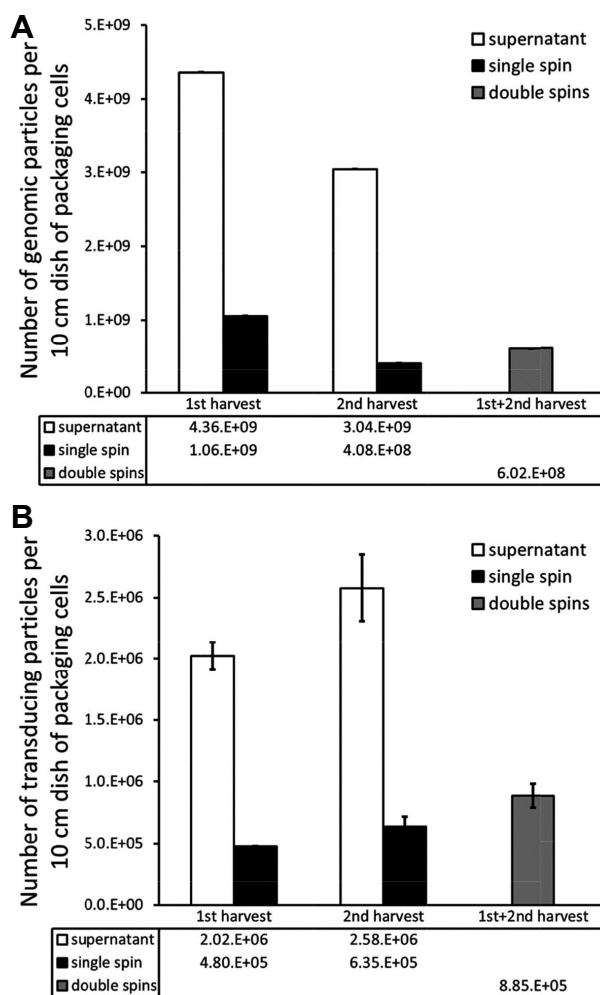 A
Number of genomic particles per
10 cm dish of packaging cells
5.E+09
4.E+09
3.E+09
2.E+09
1.E+09
0.E+00
supernatant
single spin
double spins
1st harvest 2nd harvest 1st+2nd harvest
supernatant 4.36.E+09 3.04.E+09
single spin 1.06.E+09 4.08.E+08
double spins 6.02.E+08
B
Number of transducing particles per
10 cm dish of packaging cells
3.0.E+06
2.5.E+06
2.0.E+06
1.5.E+06
1.0.E+06
5.0.E+05
0.0.E+00
supernatant
single spin
double spins
1st harvest 2nd harvest 1st+2nd harvest
supernatant 2.02.E+06 2.58.E+06
single spin 4.80.E+05 6.35.E+05
double spins 8.85.E+05